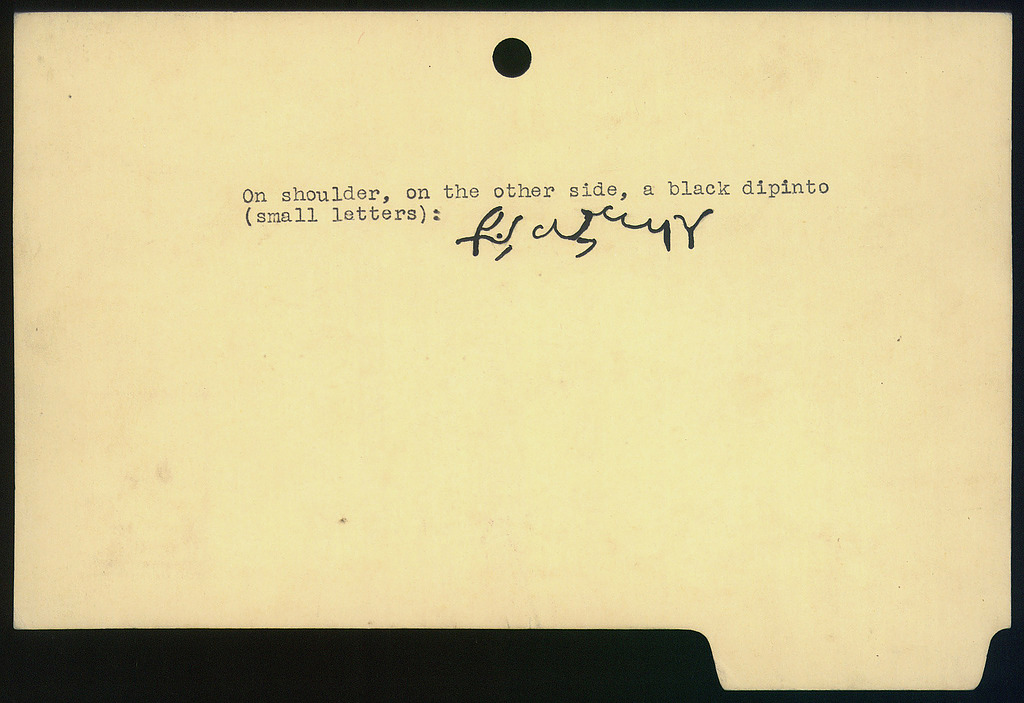 On shoulder, on the other side, a black dipinto
(small letters):